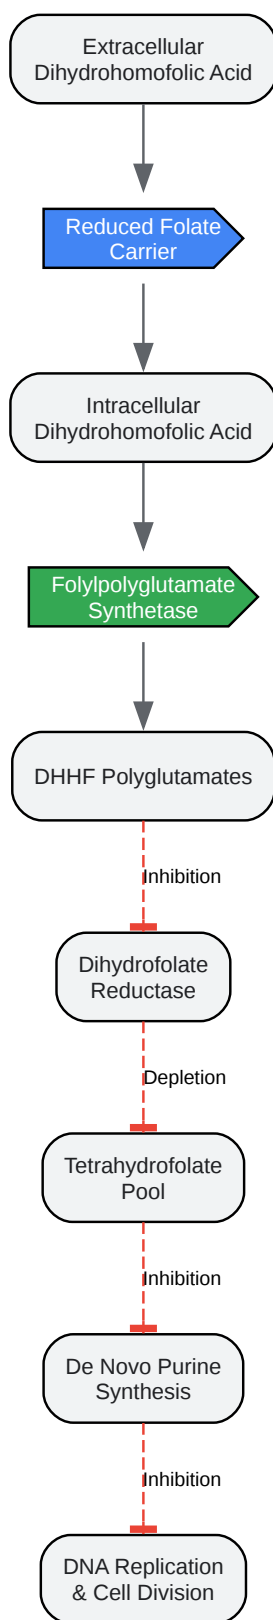 Extracellular
Dihydrohomofolic Acid
Reduced Folate
Carrier
Intracellular
Dihydrohomofolic Acid
Folylpolyglutamate
Synthetase
DHHF Polyglutamates
Inhibition
Dihydrofolate
Reductase
Depletion
Tetrahydrofolate
Pool
Inhibition
De Novo Purine
Synthesis
Inhibition
DNA Replication
& Cell Division